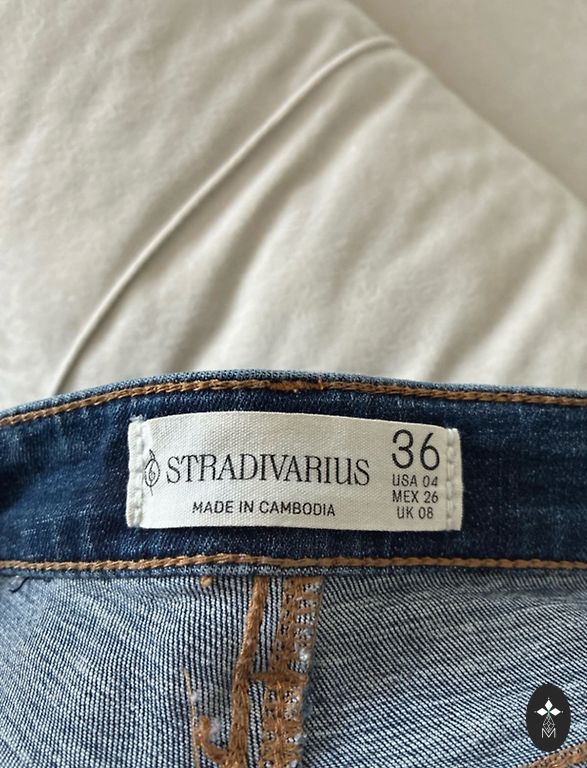 STRADIVARIUS
MADE IN CAMBODIA
36
USA 04
MEX 26
UK 08